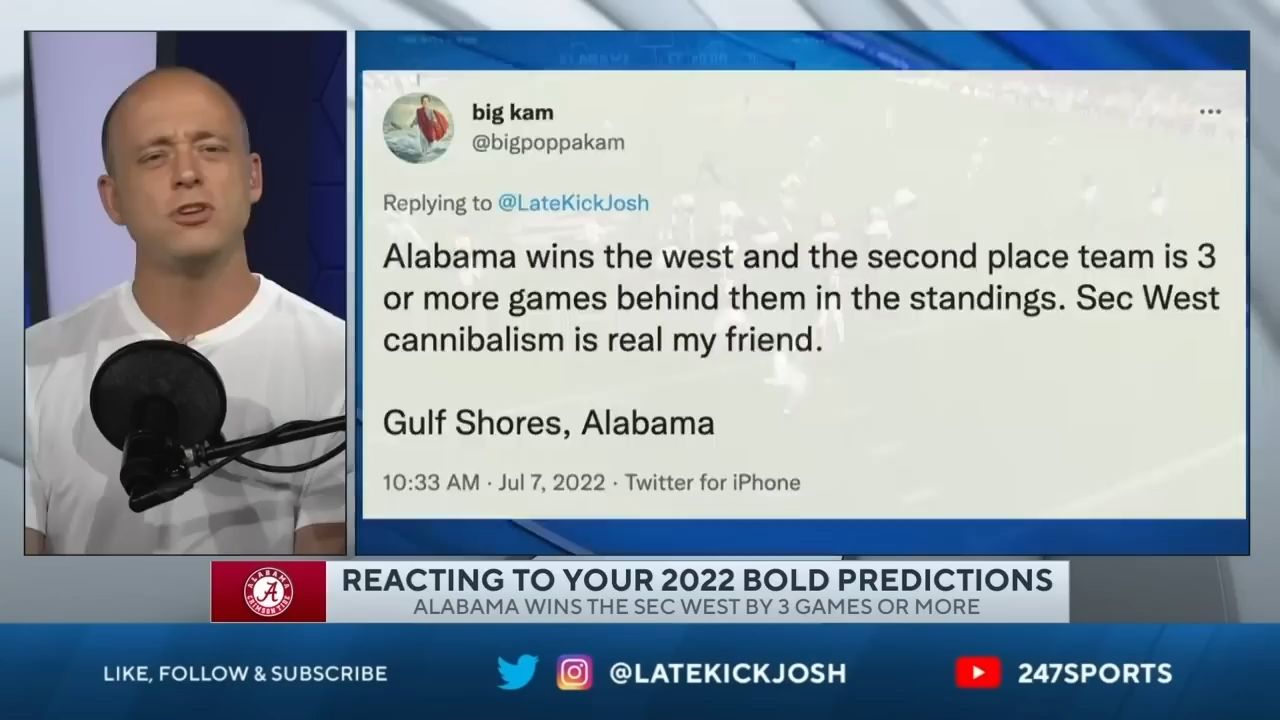 big kam
@bigpoppakam
...
Replying to @LateKickJosh
Alabama wins the west and the second place team is 3
or more games behind them in the standings. Sec West
cannibalism is real my friend.
Gulf Shores, Alabama
10:33 AM · Jul 7, 2022 · Twitter for iPhone
ALABAMA
A
CRIMSON TIDE
REACTING TO YOUR 2022 BOLD PREDICTIONS
ALABAMA WINS THE SEC WEST BY 3 GAMES OR MORE
LIKE, FOLLOW & SUBSCRIBE
@LATEKICKJOSH
247SPORTS